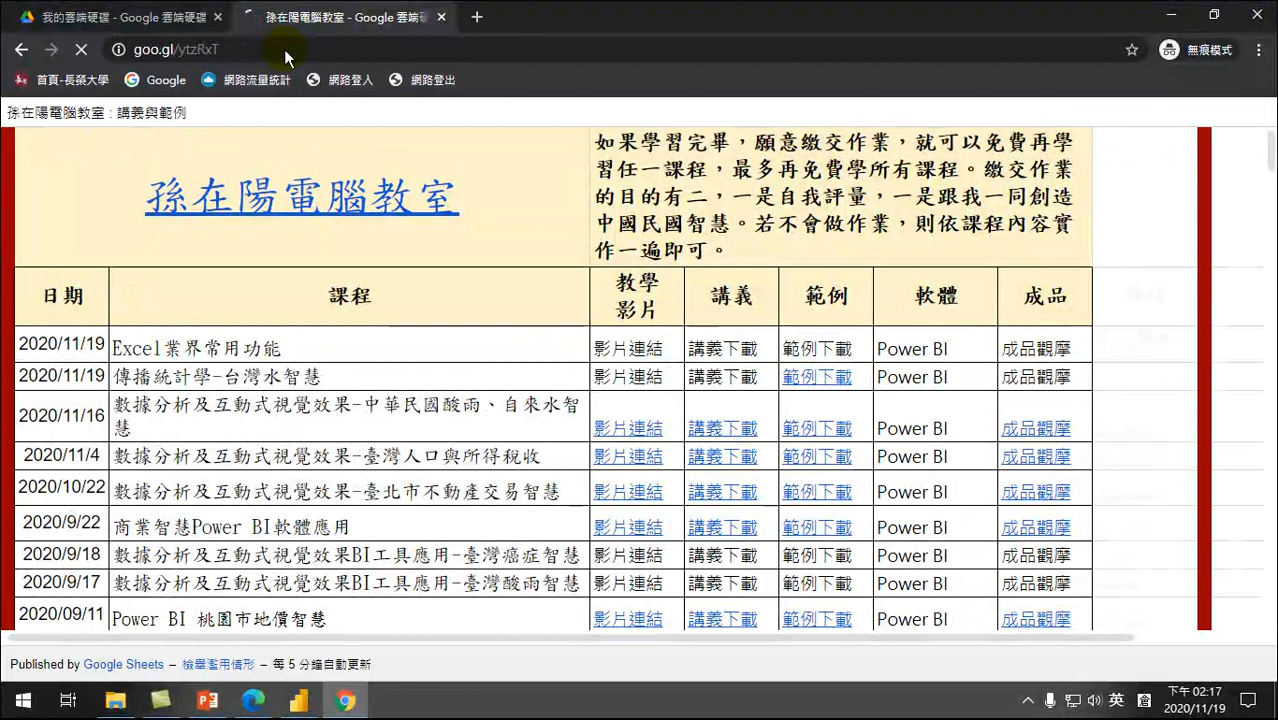 我的雲端硬碟 - Google 雲端硬碟
孫在陽電腦教室 - Google 雲端硬
goo.gl/ytzRxT
無痕模式
首頁-長榮大學
Google
網路流量統計
網路登入
網路登出
孫在陽電腦教室 : 講義與範例
孫在陽電腦教室
如果學習完畢，願意繳交作業，就可以免費再學
習任一課程，最多再免費學所有課程。繳交作業
的目的有二，一是自我評量，一是跟我一同創造
中國民國智慧。若不會做作業，則依課程內容實
作一遍即可。
日期 課程 教學影片 講義 範例 軟體 成品
2020/11/19 Excel業界常用功能 影片連結 講義下載 範例下載 Power BI 成品觀摩
2020/11/19 傳播統計學-台灣水智慧 影片連結 講義下載 範例下載 Power BI 成品觀摩
2020/11/16 數據分析及互動式視覺效果-中華民國酸雨、自來水智
慧 影片連結 講義下載 範例下載 Power BI 成品觀摩
2020/11/4 數據分析及互動式視覺效果-臺灣人口與所得稅收 影片連結 講義下載 範例下載 Power BI 成品觀摩
2020/10/22 數據分析及互動式視覺效果-臺北市不動產交易智慧 影片連結 講義下載 範例下載 Power BI 成品觀摩
2020/9/22 商業智慧Power BI軟體應用 影片連結 講義下載 範例下載 Power BI 成品觀摩
2020/9/18 數據分析及互動式視覺效果BI工具應用-臺灣癌症智慧 影片連結 講義下載 範例下載 Power BI 成品觀摩
2020/9/17 數據分析及互動式視覺效果BI工具應用-臺灣酸雨智慧 影片連結 講義下載 範例下載 Power BI 成品觀摩
2020/09/11 Power BI 桃園市地價智慧 影片連結 講義下載 範例下載 Power BI 成品觀摩
Published by Google Sheets – 檢舉濫用情形 – 每 5 分鐘自動更新
英
下午 02:17
2020/11/19